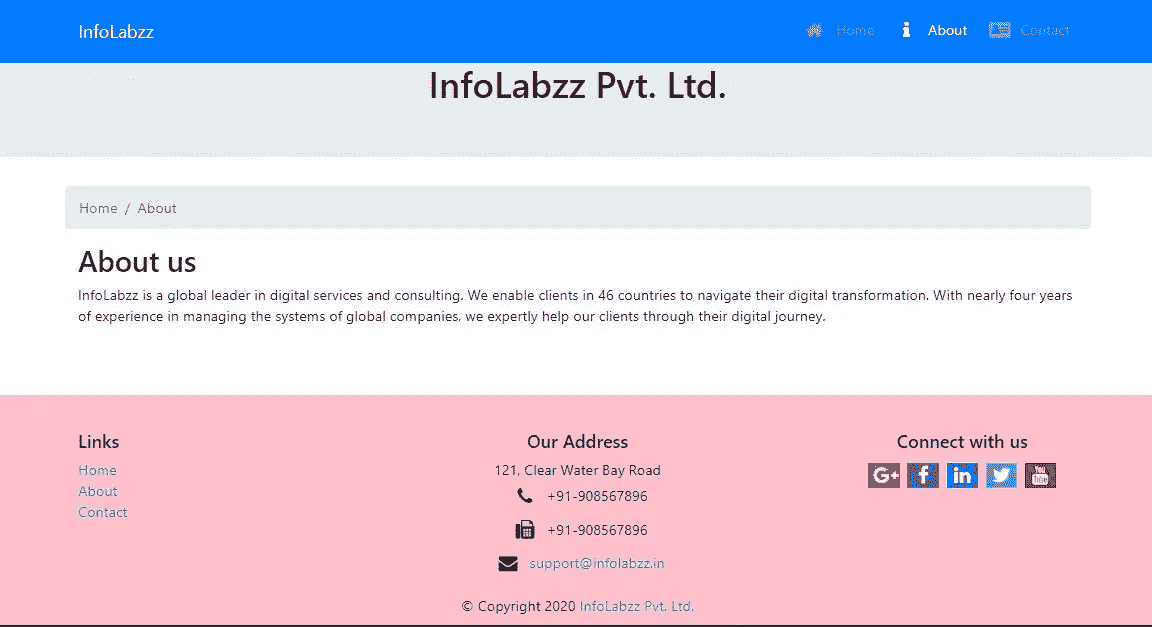 InfoLabzz
Home
About
Contact
InfoLabzz Pvt. Ltd.
Home / About
About us
InfoLabzz is a global leader in digital services and consulting. We enable clients in 46 countries to navigate their digital transformation. With nearly four years
of experience in managing the systems of global companies, we expertly help our clients through their digital journey.
Links
Home
About
Contact
Our Address
121, Clear Water Bay Road
+91-908567896
+91-908567896
support@infolabzz.in
Connect with us
G+ f in You Tube
© Copyright 2020 InfoLabzz Pvt. Ltd.